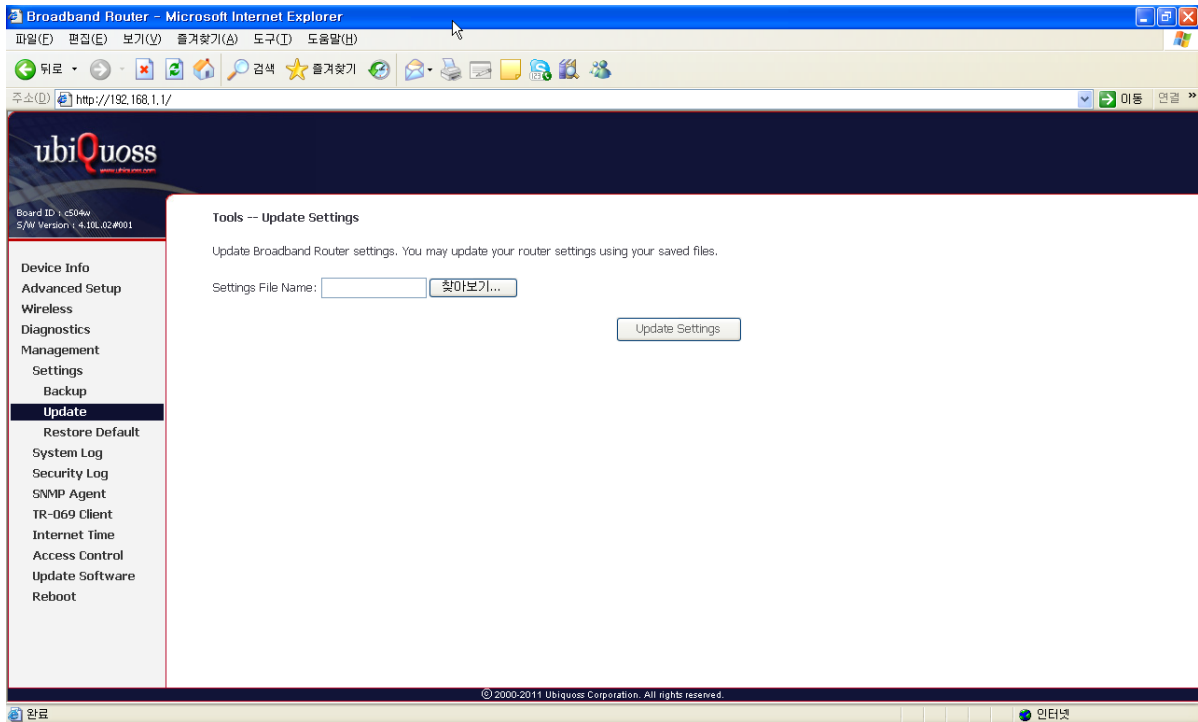 Broadband Router - Microsoft Internet Explorer
파일(F) 편집(E) 보기(V) 즐겨찾기(A) 도구(T) 도움말(H)
뒤로 검색 즐겨찾기
주소(D) http://192.168.1.1/ 이동 연결 »
ubiQuoss
www.ubiquoss.com
Board ID : c504w
S/W Version : 4.10L.02#001
Tools -- Update Settings
Update Broadband Router settings. You may update your router settings using your saved files.
Settings File Name: 찾아보기...
Update Settings
Device Info
Advanced Setup
Wireless
Diagnostics
Management
Settings
Backup
Update
Restore Default
System Log
Security Log
SNMP Agent
TR-069 Client
Internet Time
Access Control
Update Software
Reboot
© 2000-2011 Ubiquoss Corporation. All rights reserved.
완료 인터넷